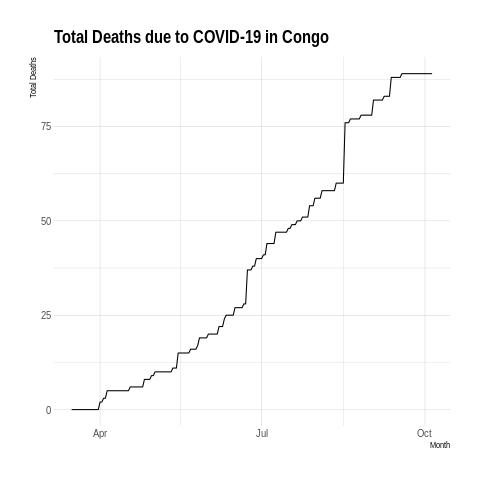 Total Deaths due to COVID-19 in Congo
Total Deaths
75
50
25
0
Apr
Jul
Oct
Month